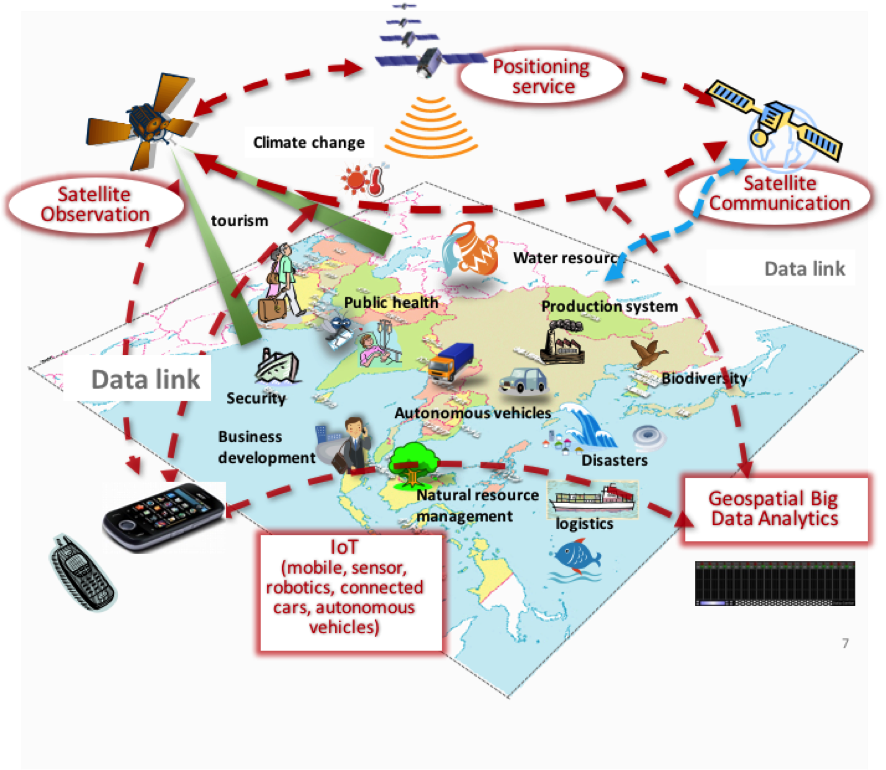 Positioning
service
Climate change
Satellite
Observation
Satellite
Communication
tourism
Water resource
Data link
Public health
Production system
Data link
Security
Biodiversity
Autonomous vehicles
Business
development
Disasters
Natural resource
management
logistics
Geospatial Big
Data Analytics
IoT
(mobile, sensor,
robotics, connected
cars, autonomous
vehicles)
7